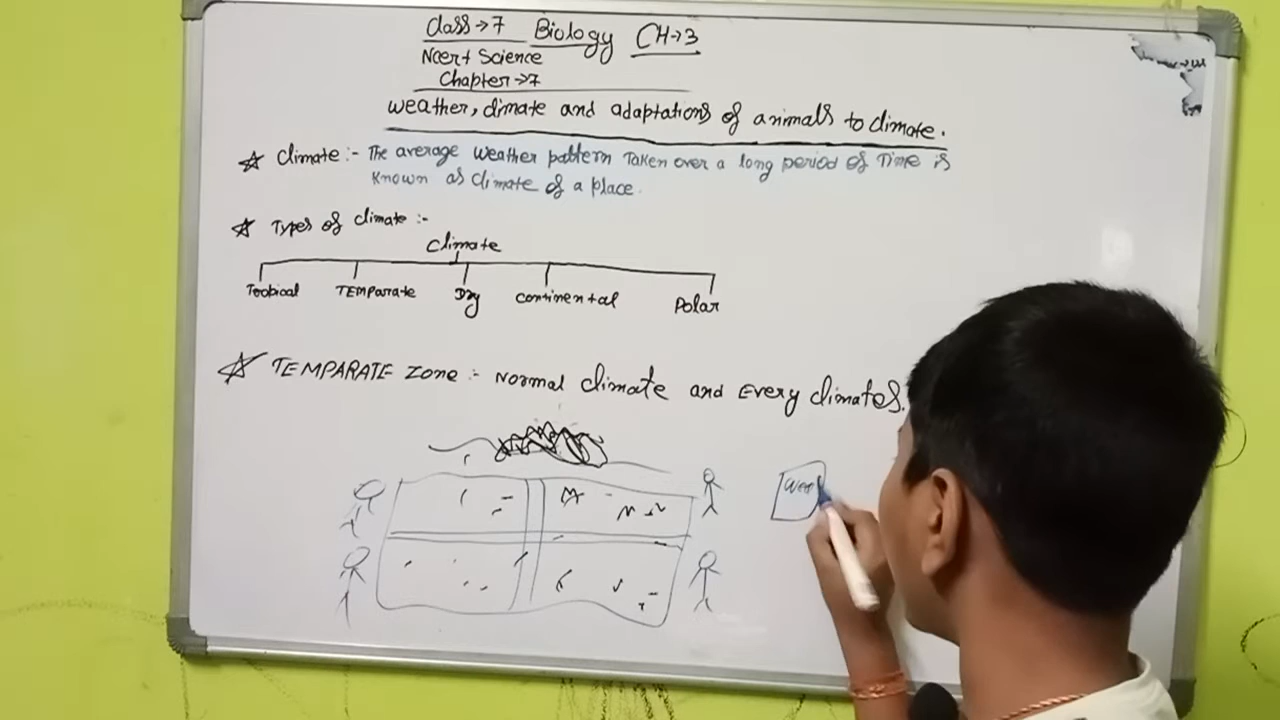 Class→7 Biology CH→3
Ncert Science
Chapter→7
weather, climate and adaptations of animals to climate.
☆ Climate:- The average weather pattern Taken over a long period of Time is
Known as climate of a place.
☆ Types of climate :-
Climate
Tropical TEMParate Dry continental Polar
☆ TEMPARATE Zone :- Normal climate and Every climates.